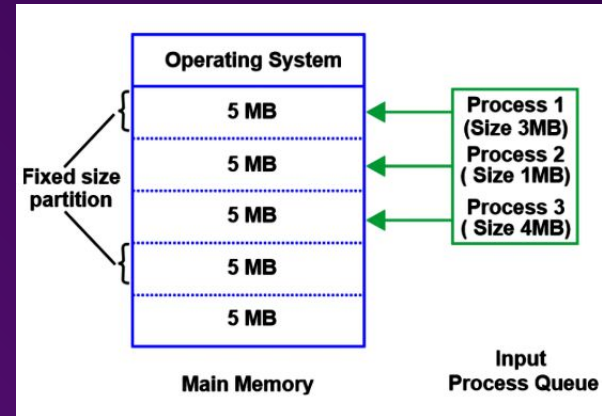 Operating System
5 MB
5 MB
5 MB
5 MB
5 MB
Fixed size
partition
Process 1
(Size 3MB)
Process 2
( Size 1MB)
Process 3
( Size 4MB)
Main Memory
Input
Process Queue